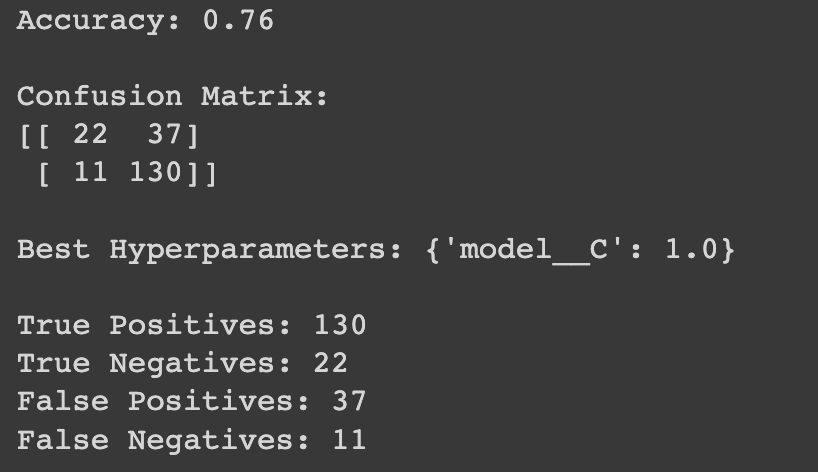 Accuracy: 0.76
Confusion Matrix:
[[ 22  37]
 [ 11 130]]
Best Hyperparameters: {'model__C': 1.0}
True Positives: 130
True Negatives: 22
False Positives: 37
False Negatives: 11